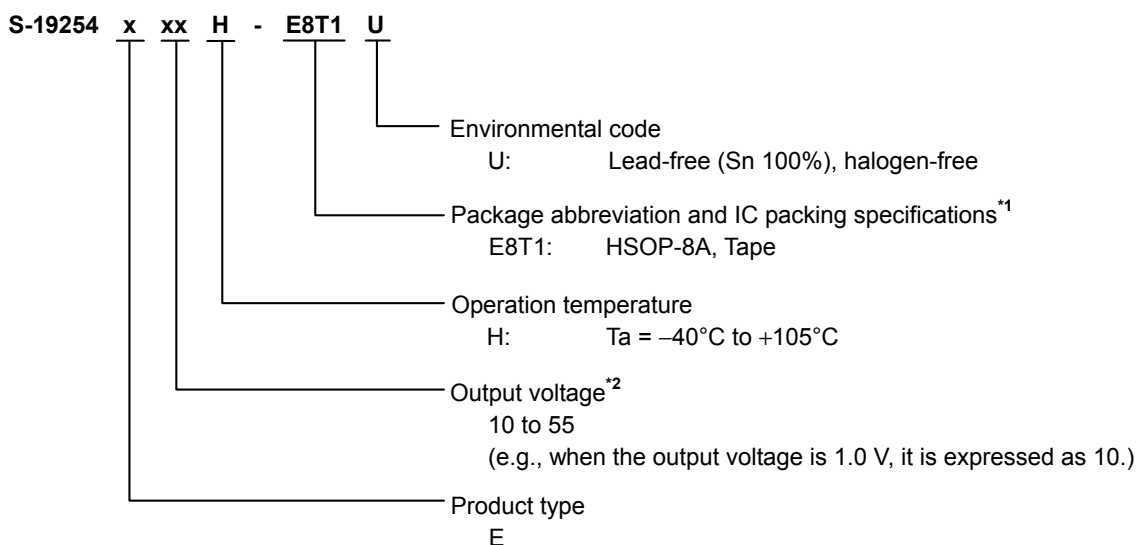 S-19254 x xx H - E8T1 U
Environmental code
U: Lead-free (Sn 100%), halogen-free
Package abbreviation and IC packing specifications*1
E8T1: HSOP-8A, Tape
Operation temperature
H: Ta = −40°C to +105°C
Output voltage*2
10 to 55
(e.g., when the output voltage is 1.0 V, it is expressed as 10.)
Product type
E